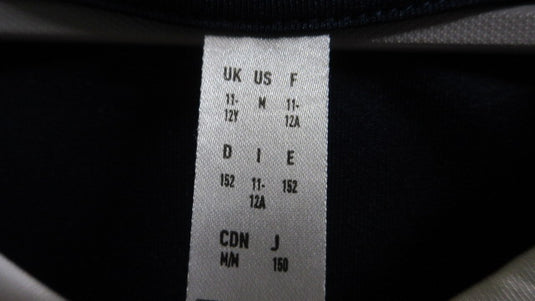 UK US F
11- M 11-
12Y 12A
D I E
152 11- 152
12A
CDN J
M/M 150